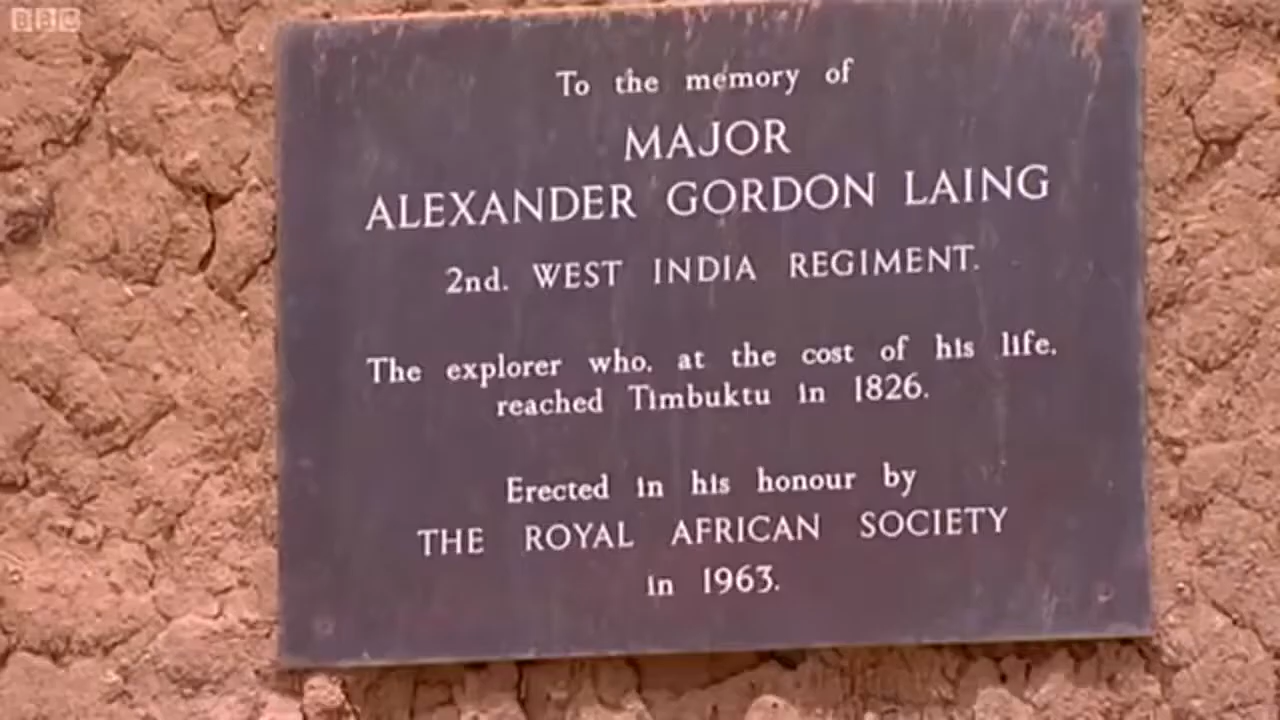 BBC
To the memory of
MAJOR
ALEXANDER GORDON LAING
2nd. WEST INDIA REGIMENT.
The explorer who. at the cost of his life.
reached Timbuktu in 1826.
Erected in his honour by
THE ROYAL AFRICAN SOCIETY
in 1963.